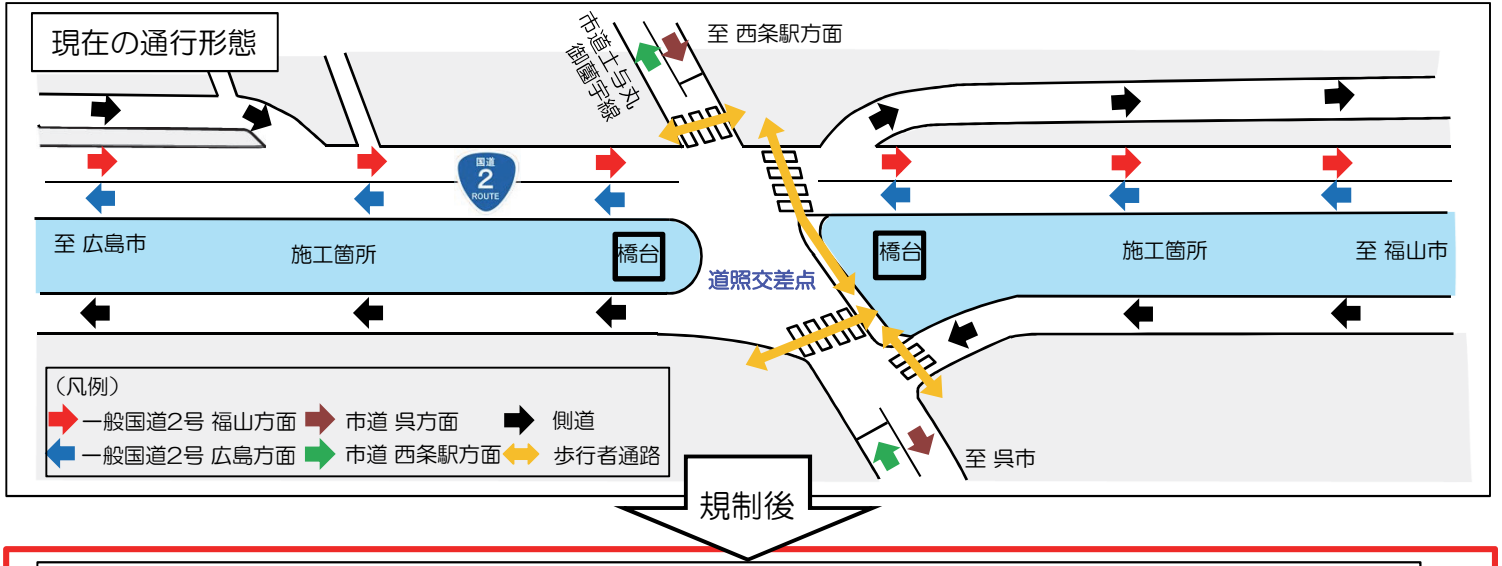 現在の通行形態
至 西条駅方面
市道土与丸
御薗宇線
国道
2
ROUTE
至 広島市
施工箇所
橋台
道照交差点
橋台
施工箇所
至 福山市
（凡例）
一般国道2号 福山方面
市道 呉方面
側道
一般国道2号 広島方面
市道 西条駅方面
歩行者通路
至 呉市
規制後